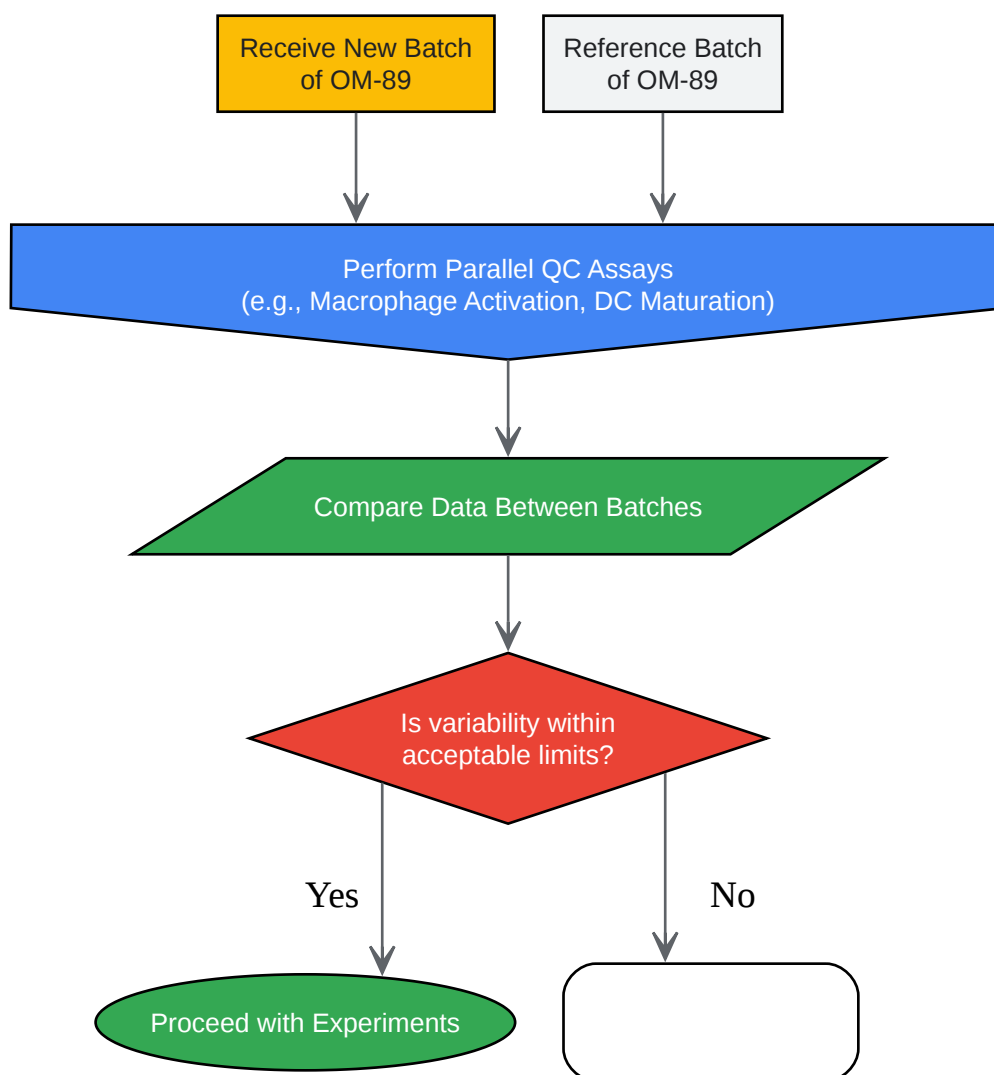 Receive New Batch
of OM-89
Reference Batch
of OM-89
Perform Parallel QC Assays
(e.g., Macrophage Activation, DC Maturation)
Compare Data Between Batches
Is variability within
acceptable limits?
Yes
No
Proceed with Experiments